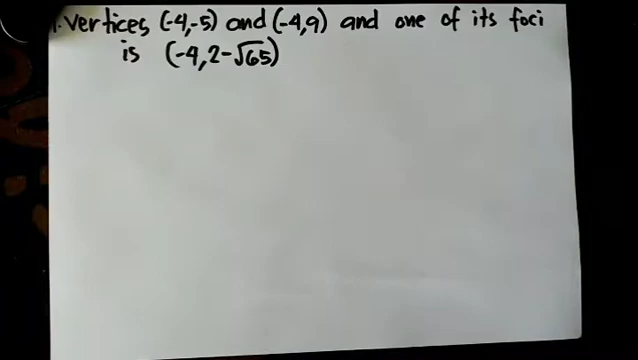 1. Vertices (-4,-5) and (-4,9) and one of its foci
is (-4, 2-√65)